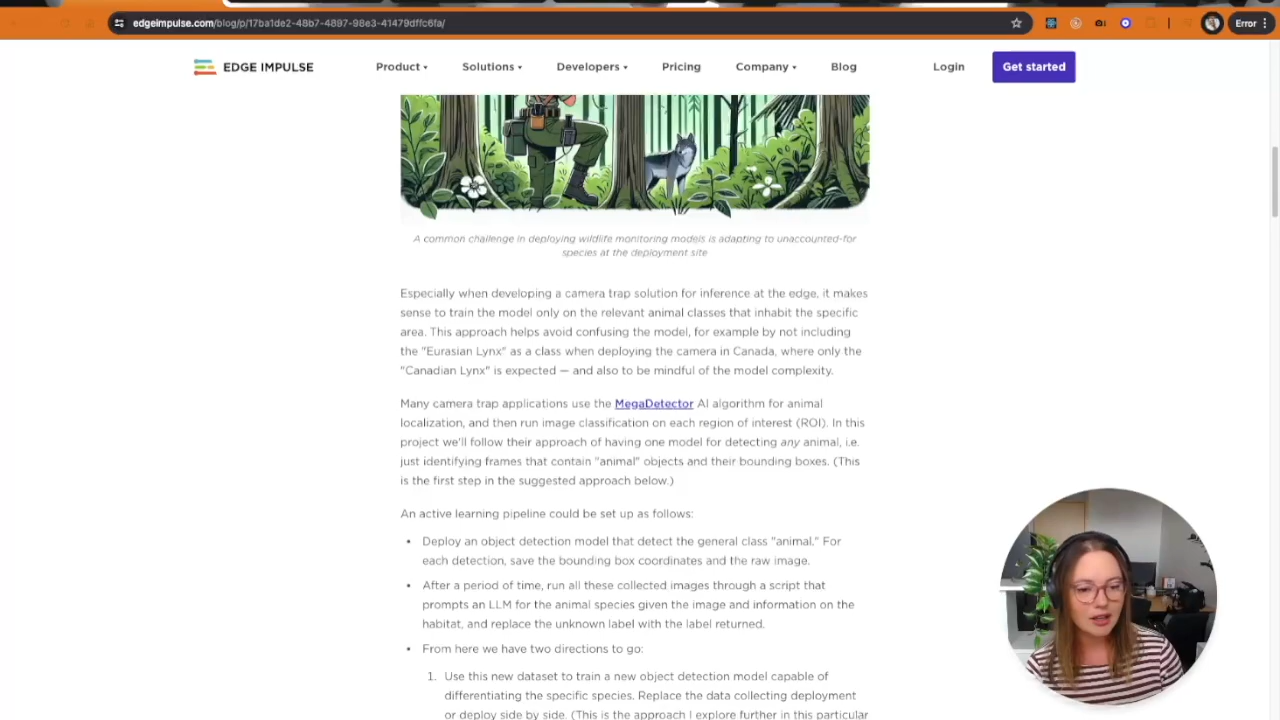 edgeimpulse.com/blog/p/17ba1de2-48b7-4897-98e3-41479dffc6fa/
Error
EDGE IMPULSE
Product
Solutions
Developers
Pricing
Company
Blog
Login
Get started
A common challenge in deploying wildlife monitoring models is adapting to unaccounted-for
species at the deployment site
Especially when developing a camera trap solution for inference at the edge, it makes
sense to train the model only on the relevant animal classes that inhabit the specific
area. This approach helps avoid confusing the model, for example by not including
the "Eurasian Lynx" as a class when deploying the camera in Canada, where only the
"Canadian Lynx" is expected — and also to be mindful of the model complexity.
Many camera trap applications use the MegaDetector AI algorithm for animal
localization, and then run image classification on each region of interest (ROI). In this
project we'll follow their approach of having one model for detecting any animal, i.e.
just identifying frames that contain "animal" objects and their bounding boxes. (This
is the first step in the suggested approach below.)
An active learning pipeline could be set up as follows:
• Deploy an object detection model that detect the general class "animal." For
each detection, save the bounding box coordinates and the raw image.
• After a period of time, run all these collected images through a script that
prompts an LLM for the animal species given the image and information on the
habitat, and replace the unknown label with the label returned.
• From here we have two directions to go:
1. Use this new dataset to train a new object detection model capable of
differentiating the specific species. Replace the data collecting deployment
or deploy side by side. (This is the approach I explore further in this particular